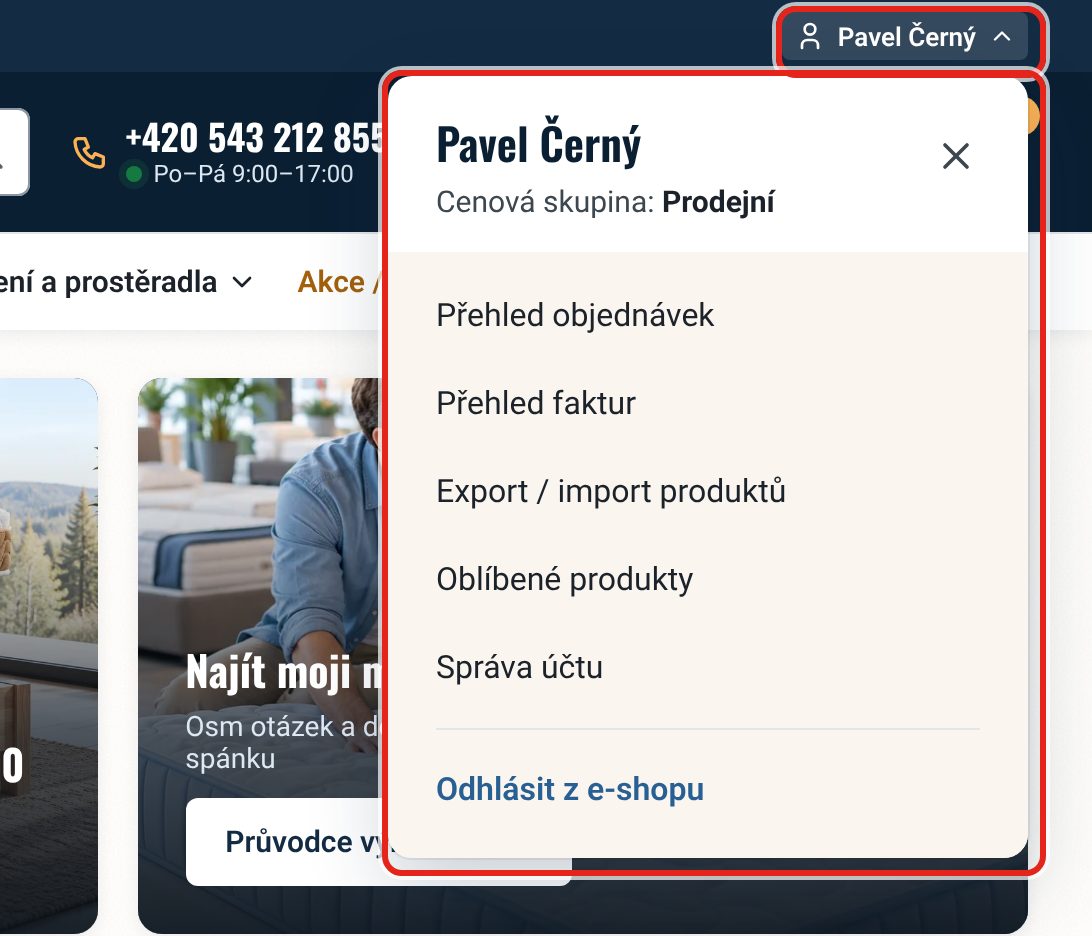 Pavel Černý
+420 543 212 855
Po–Pá 9:00–17:00
Pavel Černý
Cenová skupina: Prodejní
ení a prostěradla
Akce /
Přehled objednávek
Přehled faktur
Export / import produktů
Oblíbené produkty
Správa účtu
Odhlásit z e-shopu
Najít moji m
Osm otázek a do
spánku
Průvodce vý
0